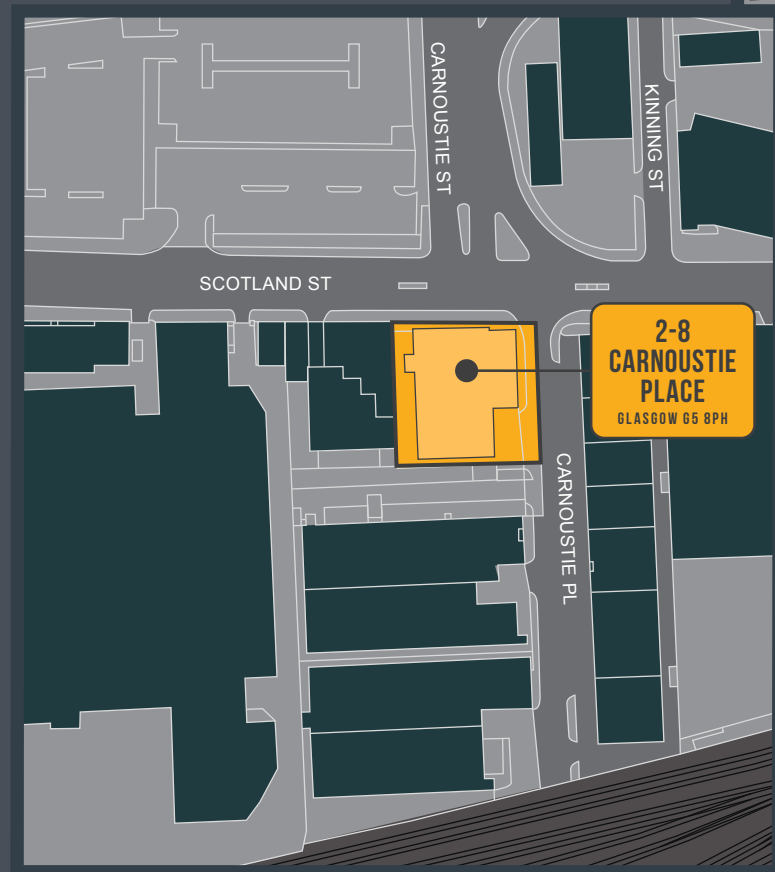 CARNOUSTIE ST
KINNING ST
SCOTLAND ST
2-8
CARNOUSTIE
PLACE
GLASGOW G5 8PH
CARNOUSTIE PL